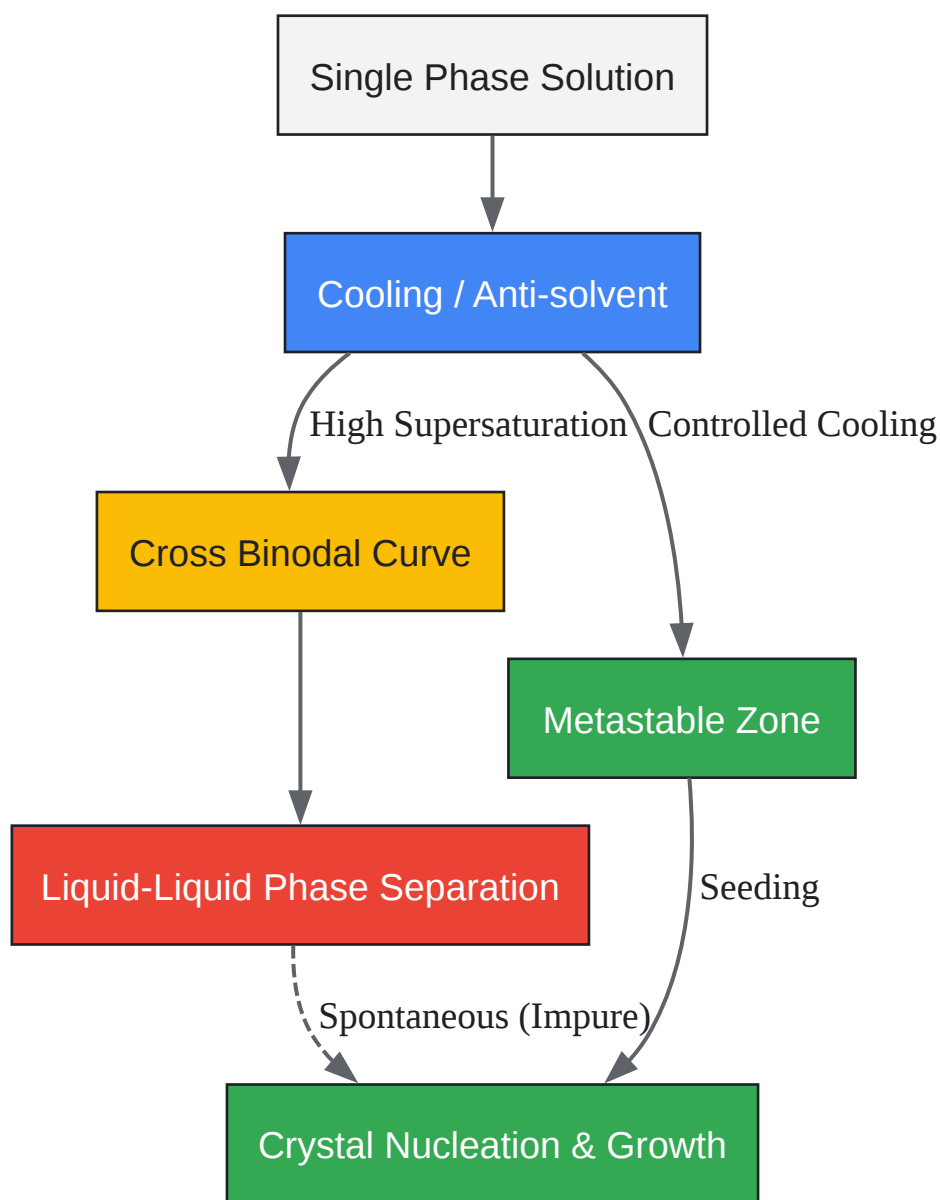 Single Phase Solution
Cooling / Anti-solvent
High Supersaturation
Controlled Cooling
Cross Binodal Curve
Metastable Zone
Liquid-Liquid Phase Separation
Seeding
Spontaneous (Impure)
Crystal Nucleation & Growth